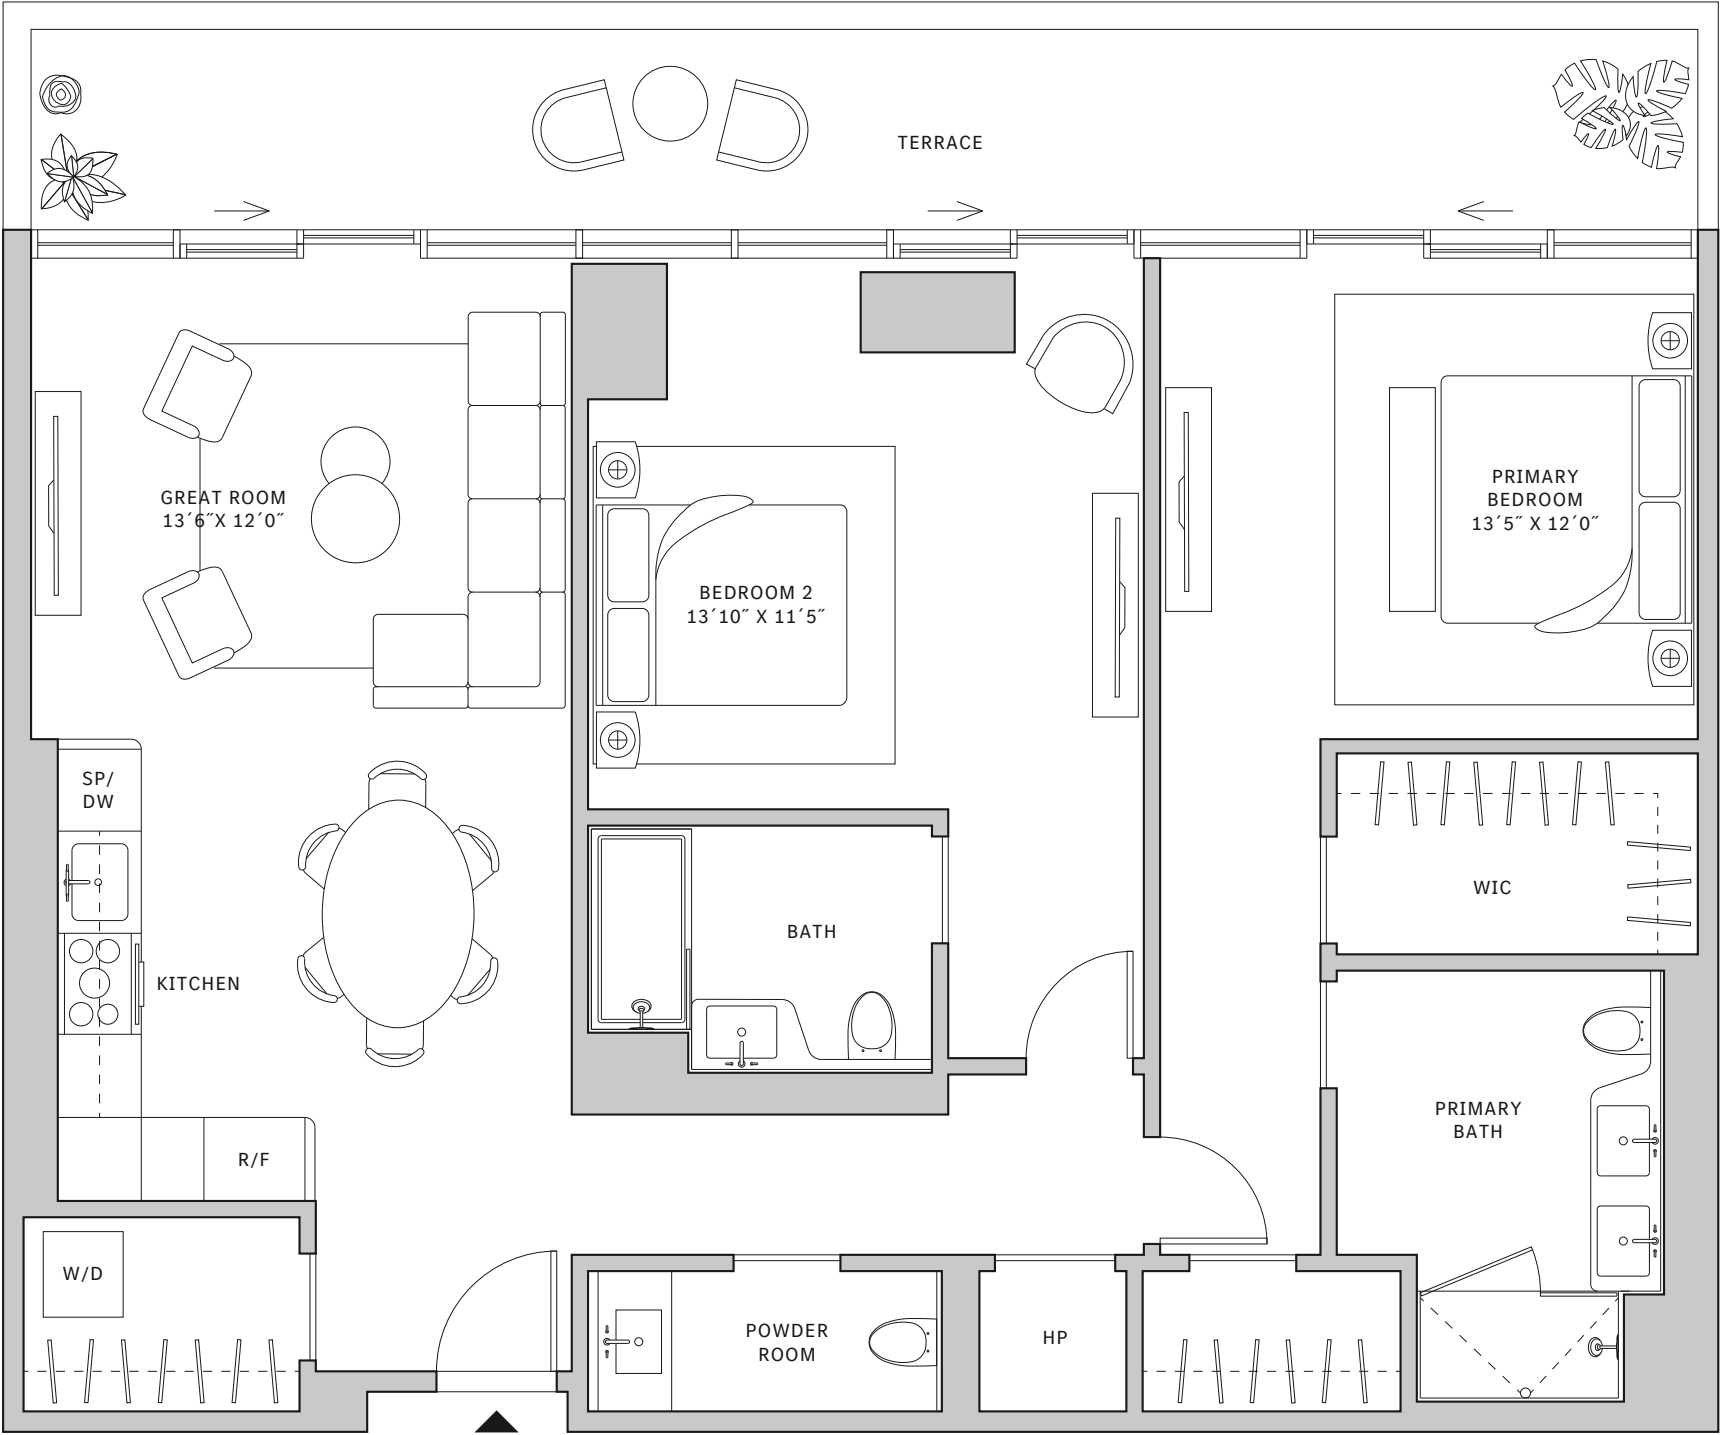 TERRACE
GREAT ROOM
13´6˝X 12´0˝
BEDROOM 2
13´10˝ X 11´5˝
PRIMARY
BEDROOM
13´5˝ X 12´0˝
SP/
DW
KITCHEN
R/F
W/D
BATH
WIC
PRIMARY
BATH
POWDER
ROOM
HP